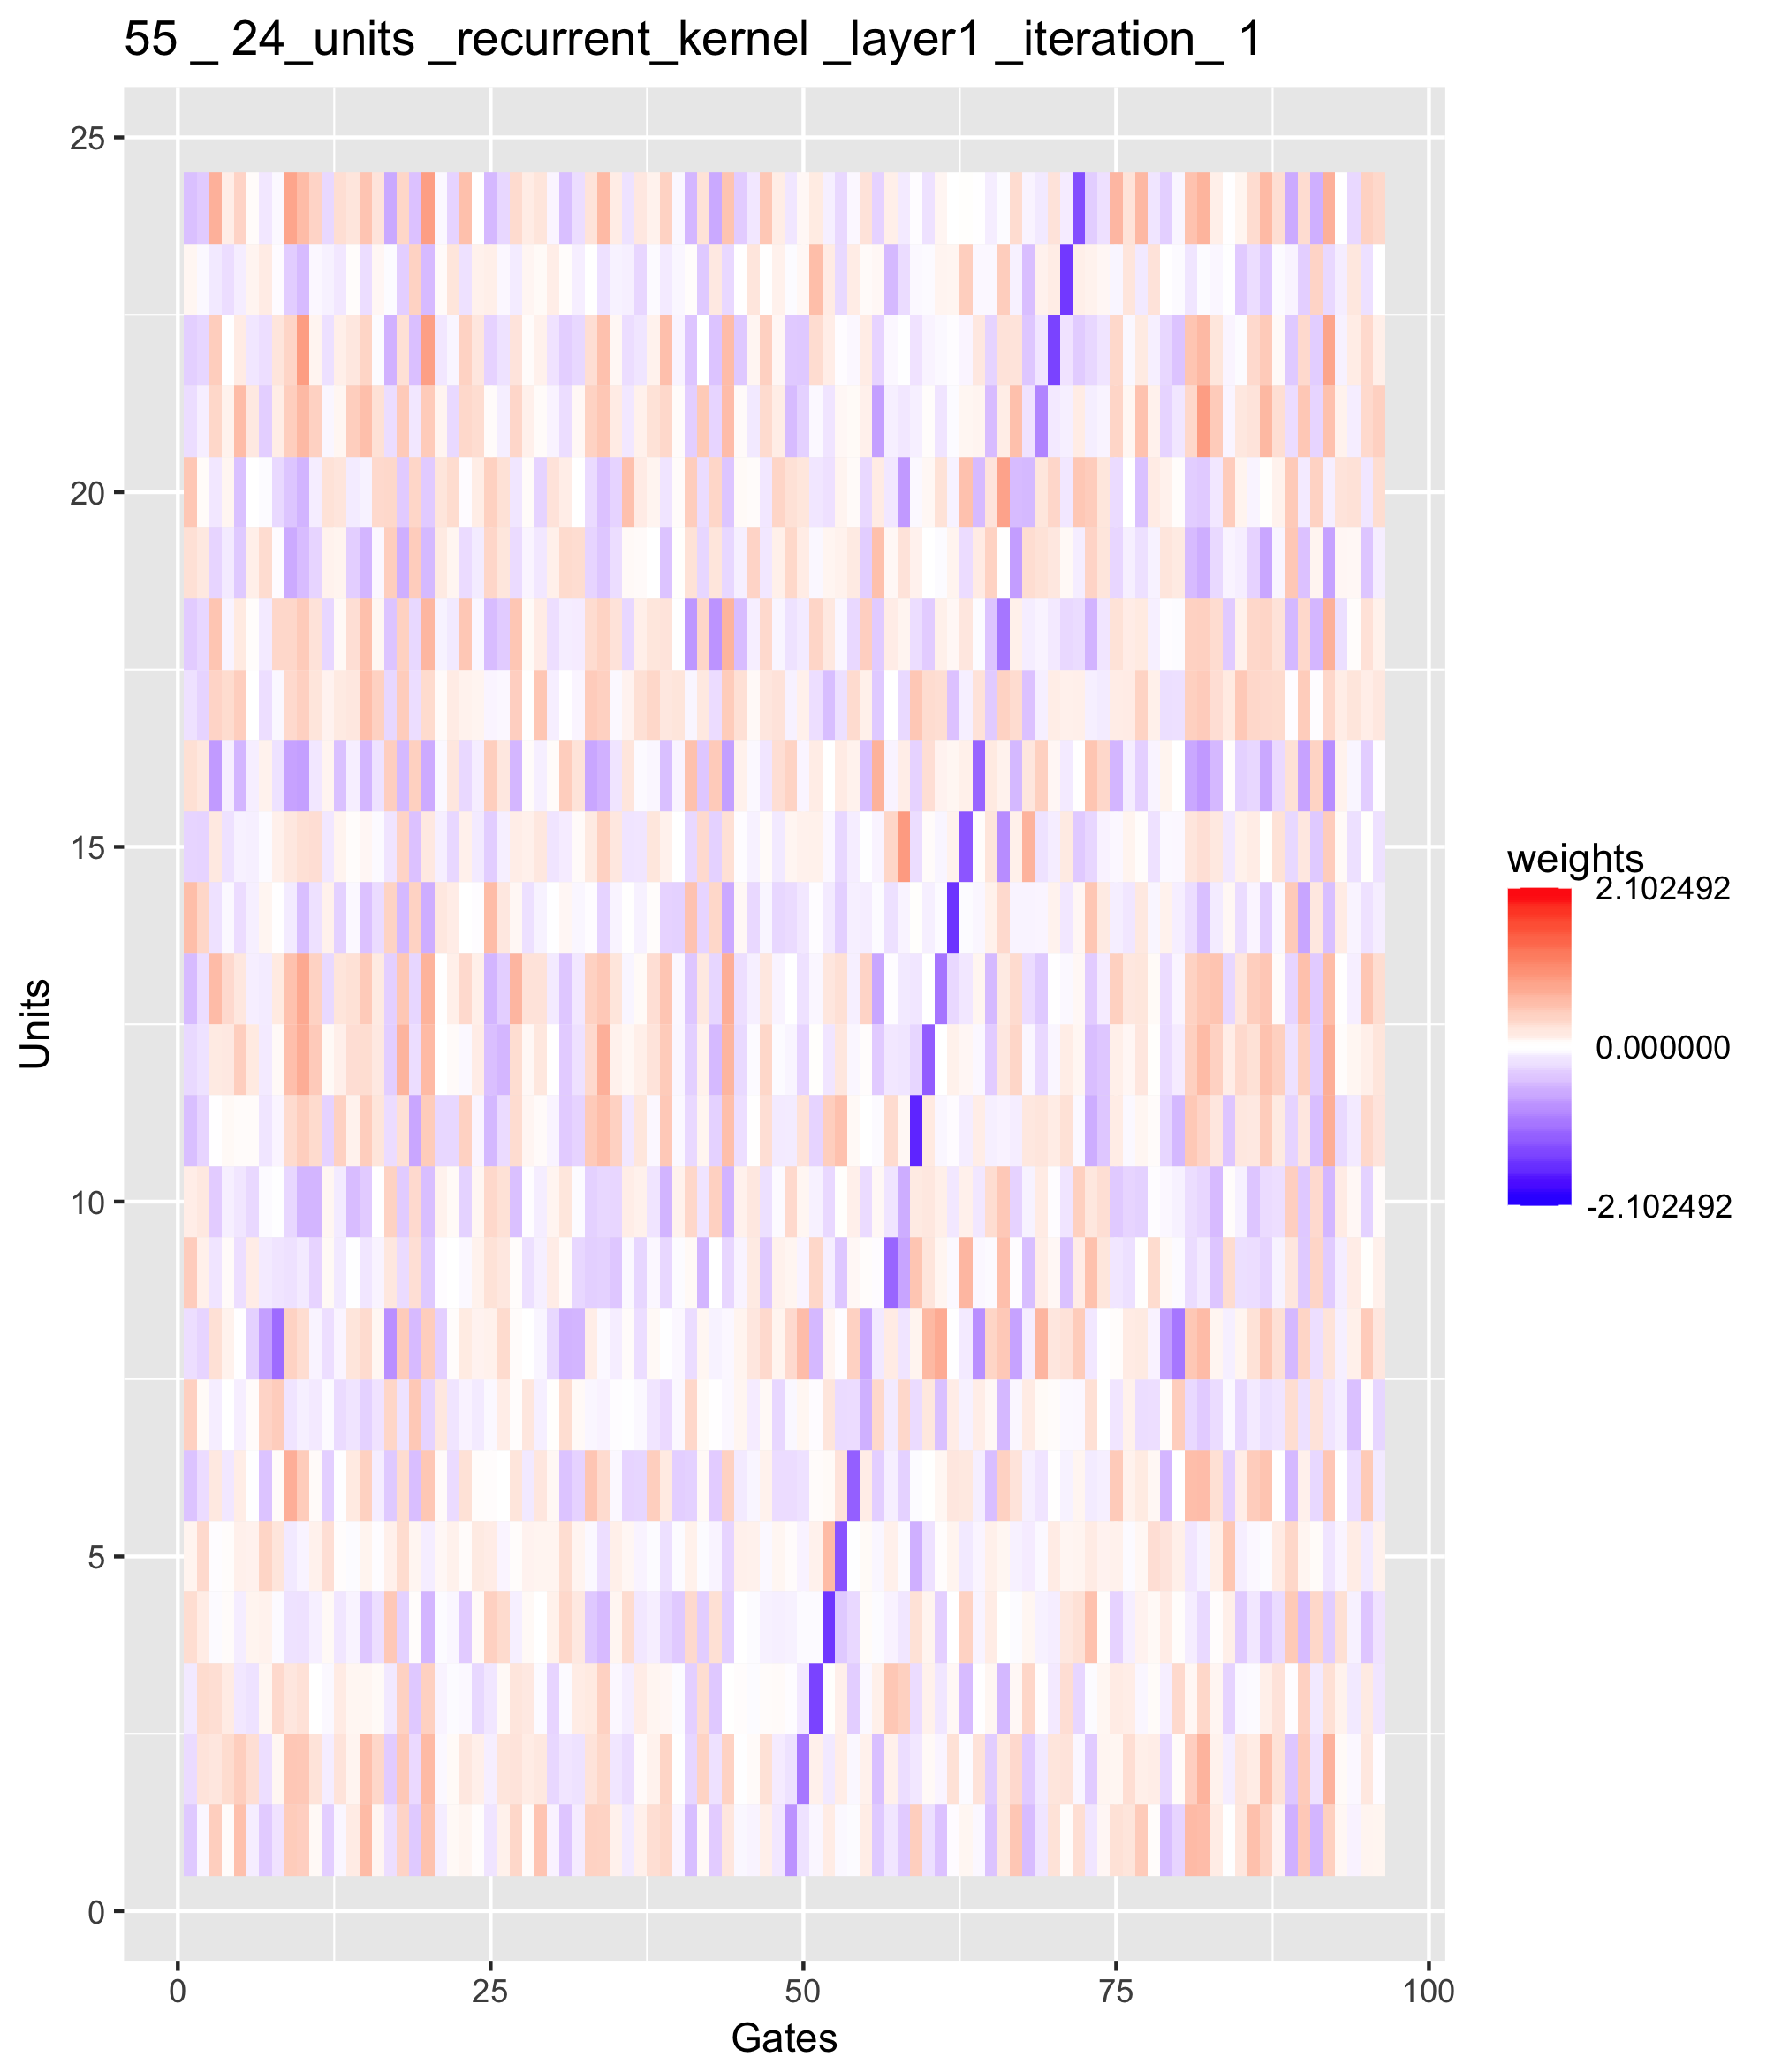 55 _ 24_units _recurrent_kernel _layer1 _iteration_ 1
25
20
15
10
5
0
Units
0 25 50 75 100
Gates
weights
2.102492
0.000000
-2.102492